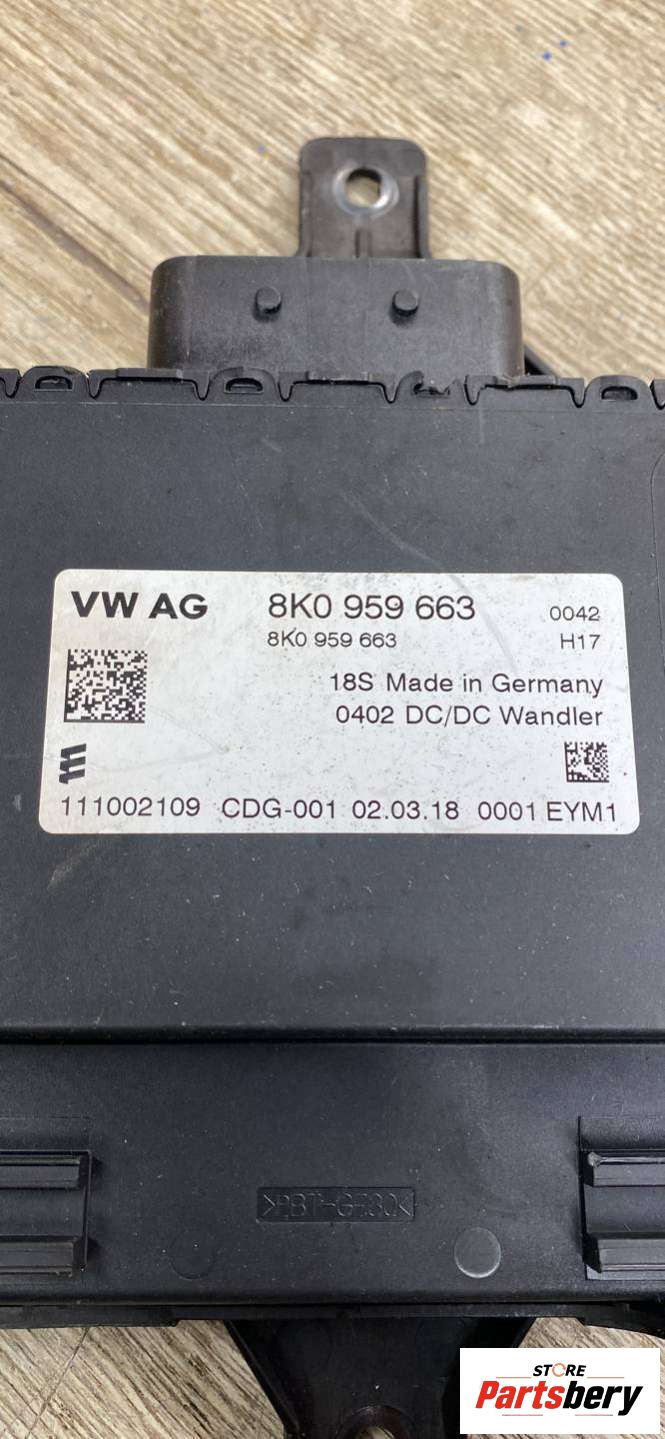 VW AG 8K0 959 663 0042
8K0 959 663 H17
18S Made in Germany
0402 DC/DC Wandler
111002109 CDG-001 02.03.18 0001 EYM1
>PBT-GF30<
STORE
Partsbery